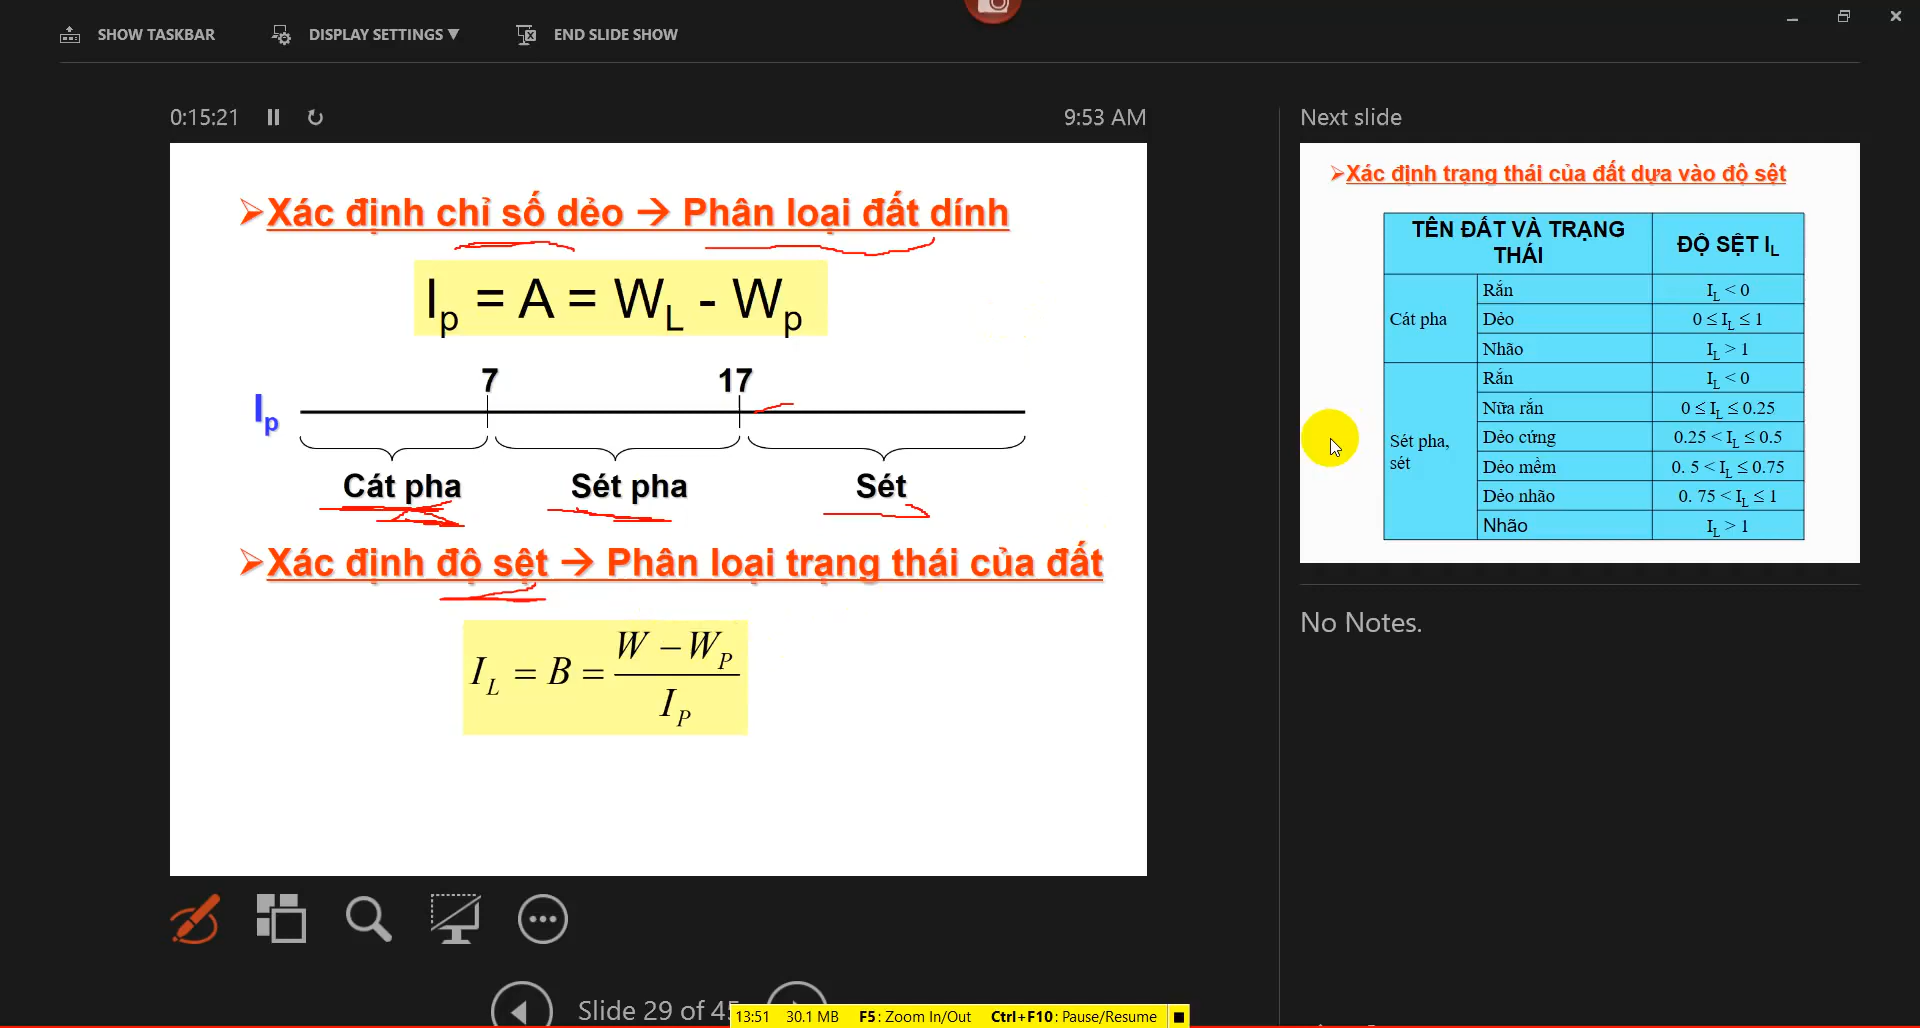 SHOW TASKBAR
DISPLAY SETTINGS ▼
END SLIDE SHOW
0:15:21
9:53 AM
Next slide
➢Xác định chỉ số dẻo → Phân loại đất dính
Ip = A = WL - Wp
7
17
Ip
Cát pha
Sét pha
Sét
➢Xác định độ sệt → Phân loại trạng thái của đất
IL = B = (W − WP) / IP
➢Xác định trạng thái của đất dựa vào độ sệt
TÊN ĐẤT VÀ TRẠNG THÁI
ĐỘ SỆT IL
Cát pha
Rắn
IL < 0
Dẻo
0 ≤ IL ≤ 1
Nhão
IL > 1
Sét pha, sét
Rắn
IL < 0
Nữa rắn
0 ≤ IL ≤ 0.25
Dẻo cứng
0.25 < IL ≤ 0.5
Dẻo mềm
0. 5 < IL ≤ 0.75
Dẻo nhão
0. 75 < IL ≤ 1
Nhão
IL > 1
No Notes.
Slide 29 of 45
13:51 30.1 MB F5: Zoom In/Out Ctrl+F10: Pause/Resume